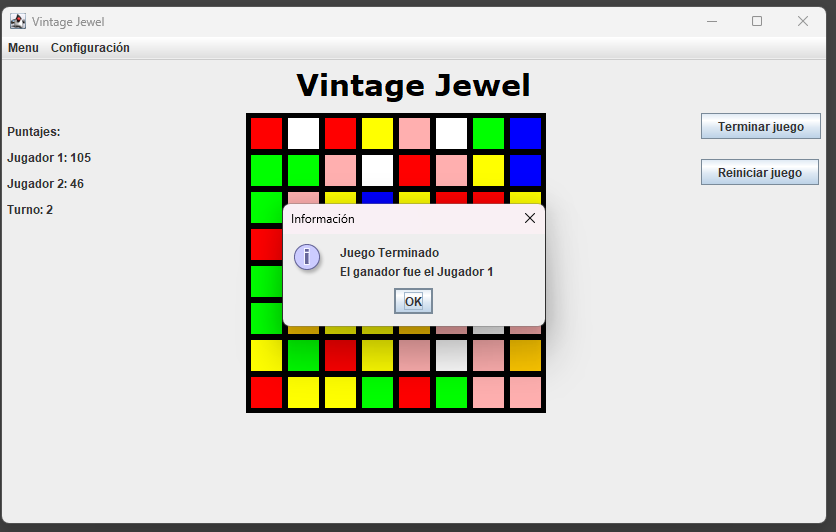 Vintage Jewel
Menu Configuración
Vintage Jewel
Puntajes:
Jugador 1: 105
Jugador 2: 46
Turno: 2
Terminar juego
Reiniciar juego
Información
Juego Terminado
El ganador fue el Jugador 1
OK